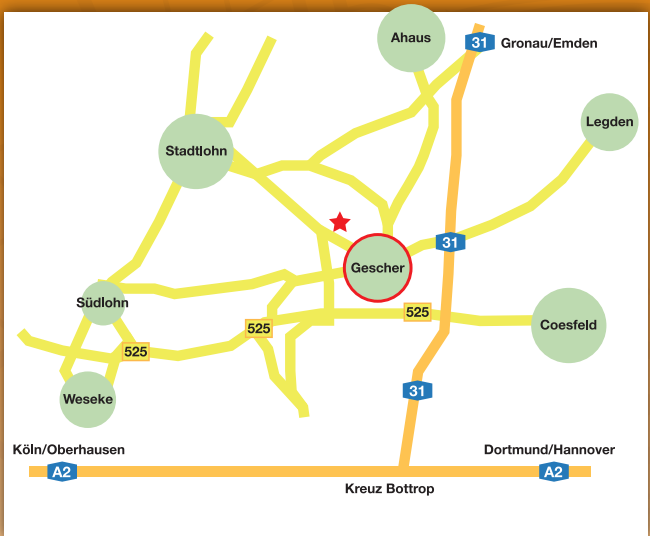 Ahaus
31 Gronau/Emden
Legden
Stadtlohn
31
Gescher
Südlohn
525
525
525
Coesfeld
31
Weseke
Köln/Oberhausen
Dortmund/Hannover
A2
A2
Kreuz Bottrop